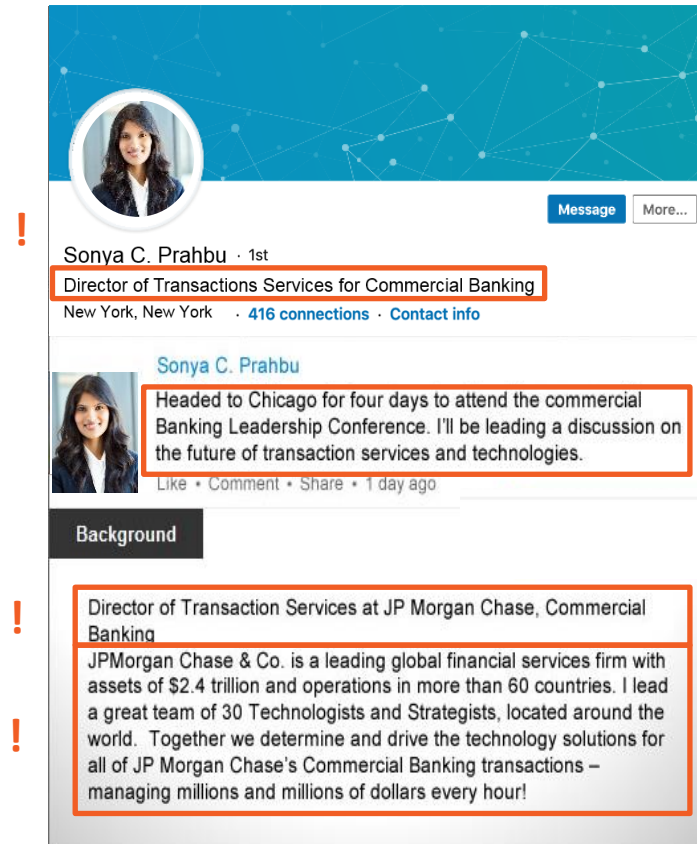 Message More...
!
Sonya C. Prahbu · 1st
Director of Transactions Services for Commercial Banking
New York, New York · 416 connections · Contact info
Sonya C. Prahbu
Headed to Chicago for four days to attend the commercial
Banking Leadership Conference. I'll be leading a discussion on
the future of transaction services and technologies.
Like • Comment • Share • 1 day ago
Background
!
Director of Transaction Services at JP Morgan Chase, Commercial
Banking
JPMorgan Chase & Co. is a leading global financial services firm with
assets of $2.4 trillion and operations in more than 60 countries. I lead
a great team of 30 Technologists and Strategists, located around the
!
world. Together we determine and drive the technology solutions for
all of JP Morgan Chase's Commercial Banking transactions –
managing millions and millions of dollars every hour!